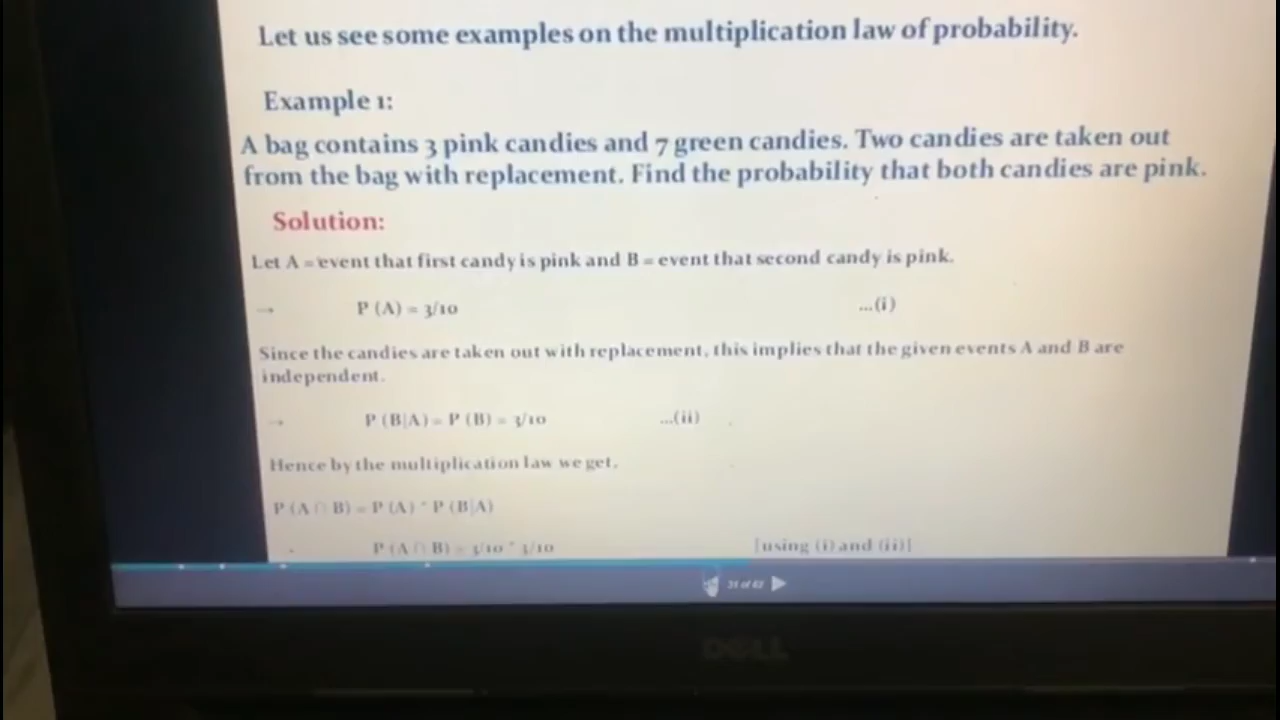 Let us see some examples on the multiplication law of probability.
Example 1:
A bag contains 3 pink candies and 7 green candies. Two candies are taken out
from the bag with replacement. Find the probability that both candies are pink.
Solution:
Let A = event that first candy is pink and B = event that second candy is pink.
→ P (A) = 3/10 ...(i)
Since the candies are taken out with replacement, this implies that the given events A and B are
independent.
→ P (B|A) = P (B) = 3/10 ...(ii)
Hence by the multiplication law we get,
P (A ∩ B) = P (A) * P (B|A)
P (A ∩ B) = 3/10 * 3/10 [using (i) and (ii)]
DELL